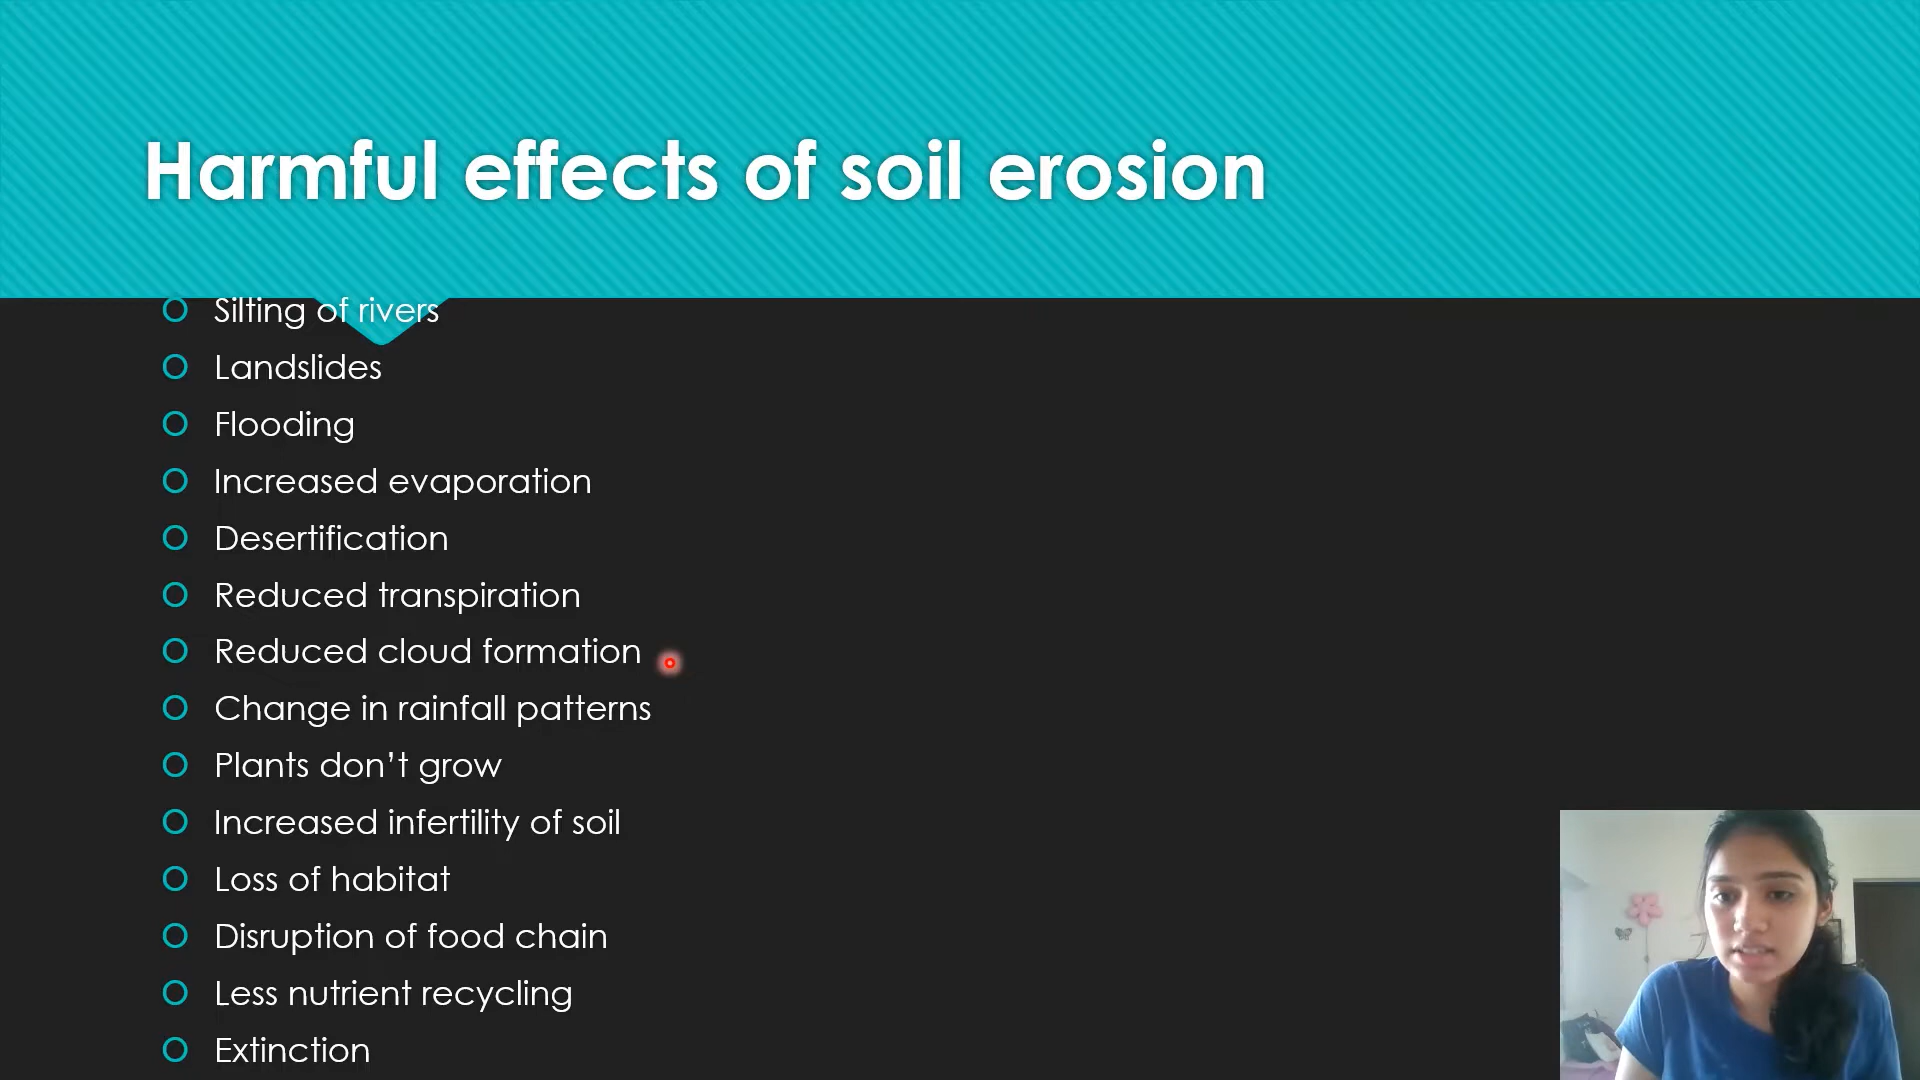 Harmful effects of soil erosion
Silting of rivers
Landslides
Flooding
Increased evaporation
Desertification
Reduced transpiration
Reduced cloud formation
Change in rainfall patterns
Plants don’t grow
Increased infertility of soil
Loss of habitat
Disruption of food chain
Less nutrient recycling
Extinction